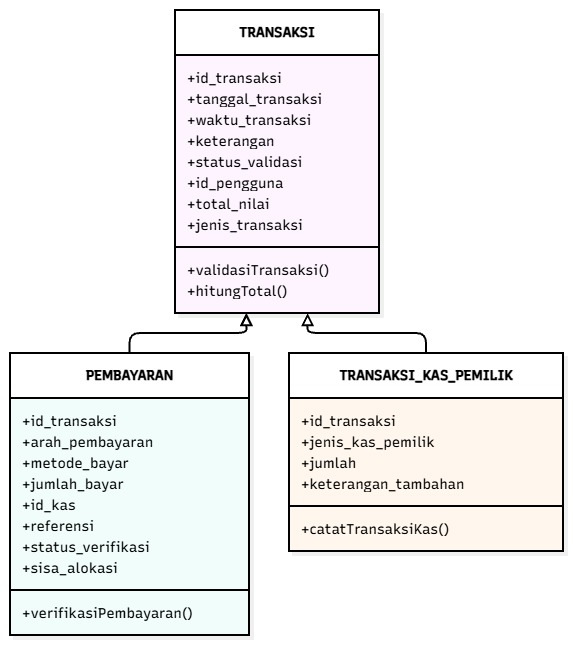 TRANSAKSI
+id_transaksi
+tanggal_transaksi
+waktu_transaksi
+keterangan
+status_validasi
+id_pengguna
+total_nilai
+jenis_transaksi
+validasiTransaksi()
+hitungTotal()
PEMBAYARAN
+id_transaksi
+arah_pembayaran
+metode_bayar
+jumlah_bayar
+id_kas
+referensi
+status_verifikasi
+sisa_alokasi
+verifikasiPembayaran()
TRANSAKSI_KAS_PEMILIK
+id_transaksi
+jenis_kas_pemilik
+jumlah
+keterangan_tambahan
+catatTransaksiKas()